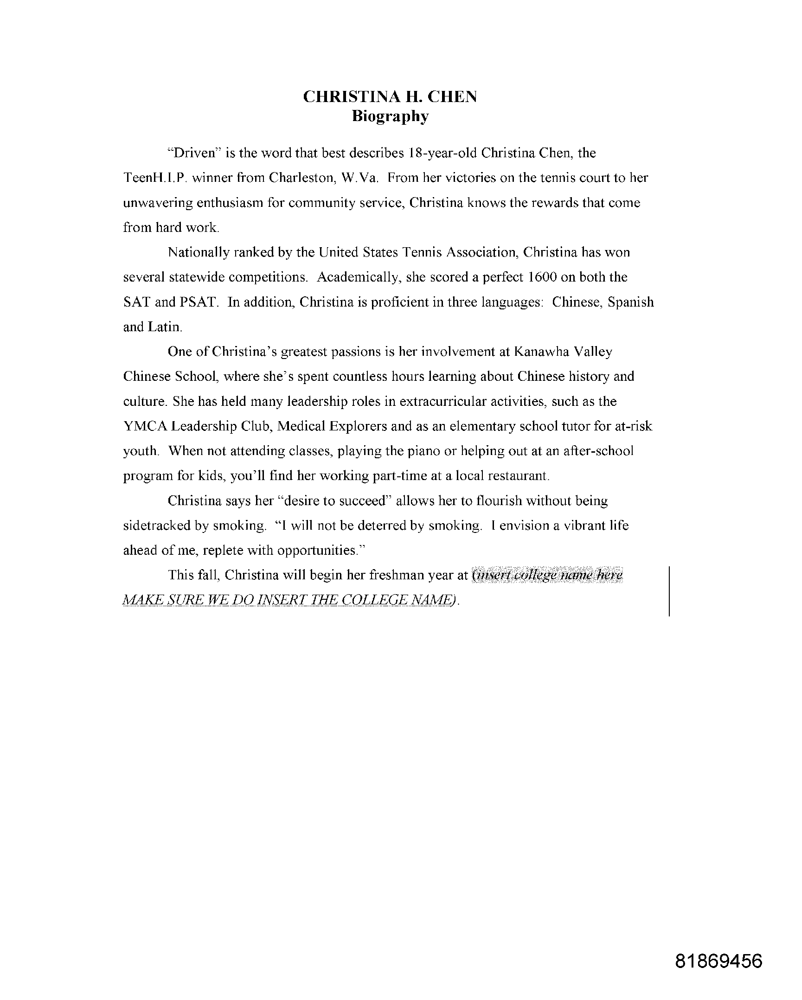 CHRISTINA H. CHEN
Biography
“Driven” is the word that best describes 18-year-old Christina Chen, the
TeenH.I.P. winner from Charleston, W.Va.  From her victories on the tennis court to her
unwavering enthusiasm for community service, Christina knows the rewards that come
from hard work.
Nationally ranked by the United States Tennis Association, Christina has won
several statewide competitions.  Academically, she scored a perfect 1600 on both the
SAT and PSAT.  In addition, Christina is proficient in three languages:  Chinese, Spanish
and Latin.
One of Christina’s greatest passions is her involvement at Kanawha Valley
Chinese School, where she’s spent countless hours learning about Chinese history and
culture. She has held many leadership roles in extracurricular activities, such as the
YMCA Leadership Club, Medical Explorers and as an elementary school tutor for at-risk
youth.  When not attending classes, playing the piano or helping out at an after-school
program for kids, you’ll find her working part-time at a local restaurant.
Christina says her “desire to succeed” allows her to flourish without being
sidetracked by smoking.  “I will not be deterred by smoking.  I envision a vibrant life
ahead of me, replete with opportunities.”
This fall, Christina will begin her freshman year at (insert college name here
MAKE SURE WE DO INSERT THE COLLEGE NAME).
81869456